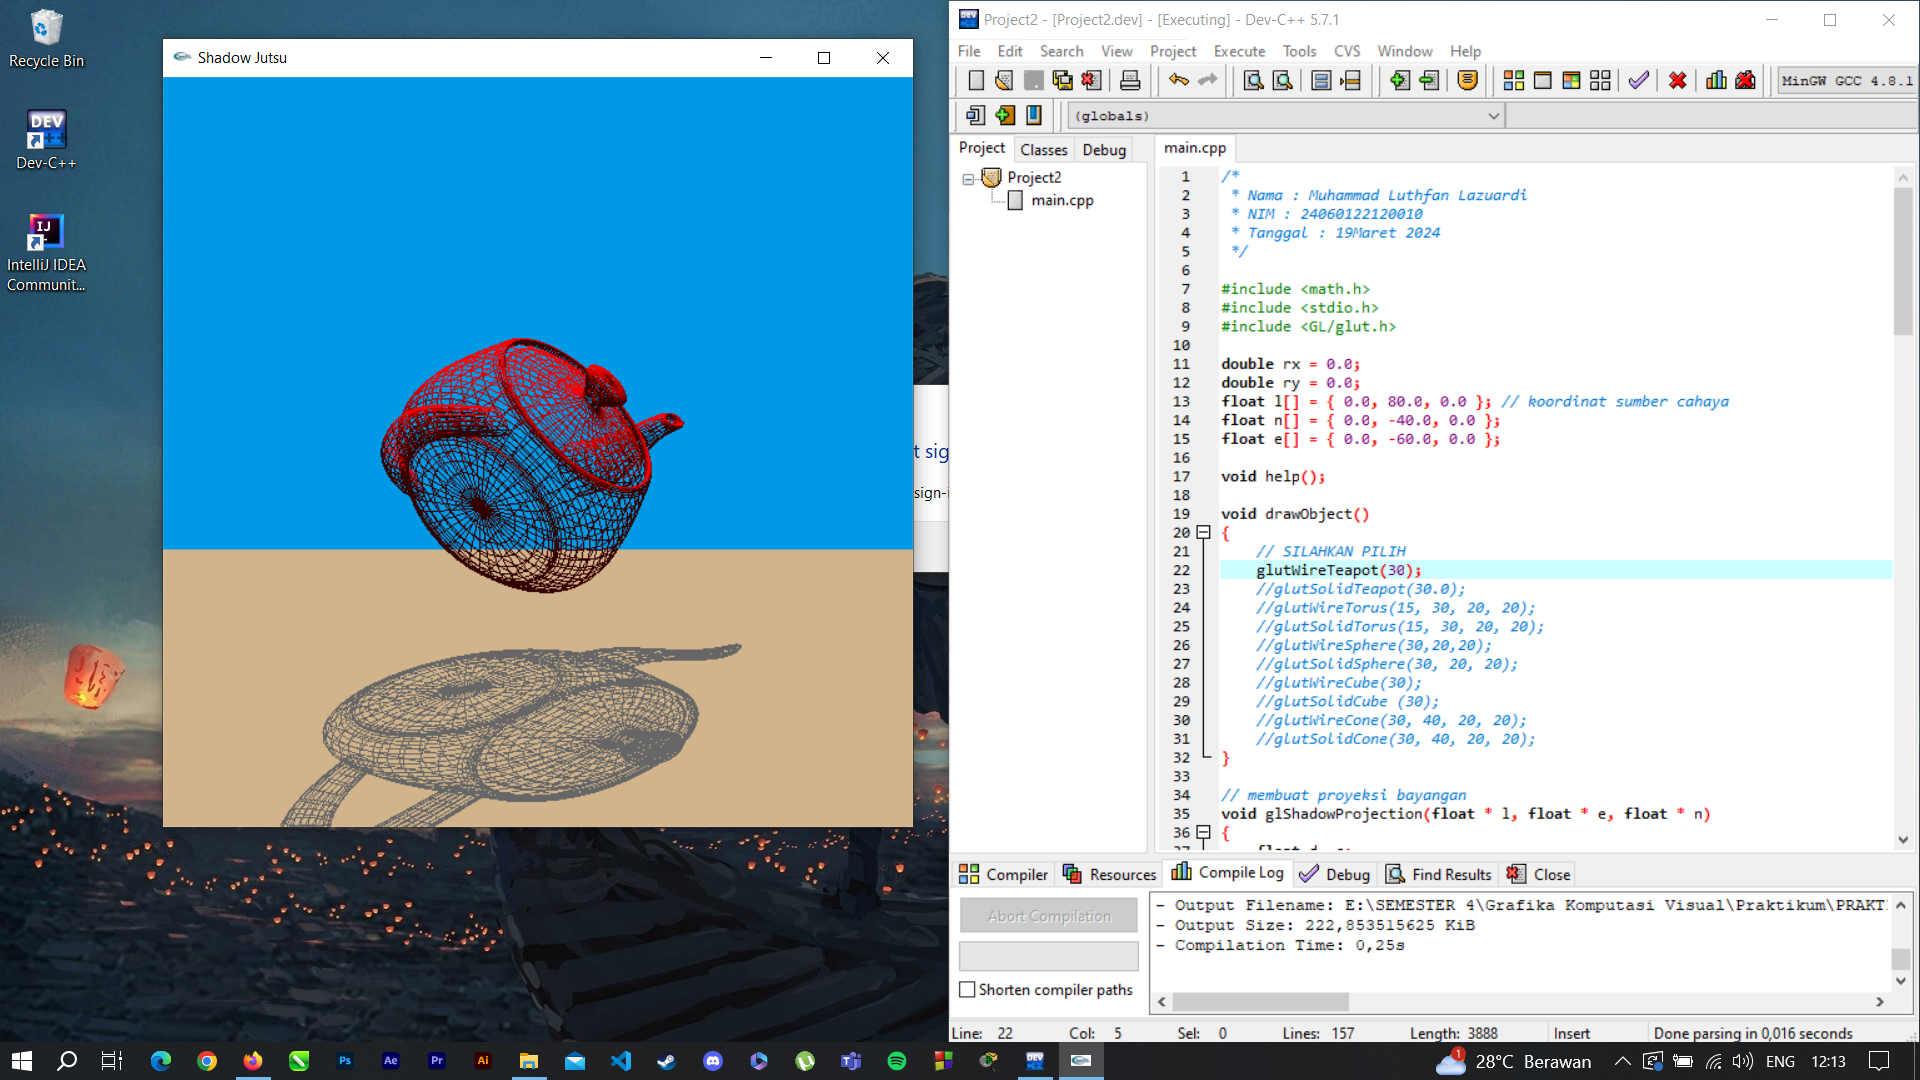 Recycle Bin
Dev-C++
IntelliJ IDEA
Communit...
Shadow Jutsu
t sig
sign-i
Project2 - [Project2.dev] - [Executing] - Dev-C++ 5.7.1
File Edit Search View Project Execute Tools CVS Window Help
MinGW GCC 4.8.1
(globals)
Project Classes Debug
Project2
main.cpp
main.cpp
1 /*
2 * Nama : Muhammad Luthfan Lazuardi
3 * NIM : 24060122120010
4 * Tanggal : 19Maret 2024
5 */
6
7 #include <math.h>
8 #include <stdio.h>
9 #include <GL/glut.h>
10
11 double rx = 0.0;
12 double ry = 0.0;
13 float l[] = { 0.0, 80.0, 0.0 }; // koordinat sumber cahaya
14 float n[] = { 0.0, -40.0, 0.0 };
15 float e[] = { 0.0, -60.0, 0.0 };
16
17 void help();
18
19 void drawObject()
20 {
21 // SILAHKAN PILIH
22 glutWireTeapot(30);
23 //glutSolidTeapot(30.0);
24 //glutWireTorus(15, 30, 20, 20);
25 //glutSolidTorus(15, 30, 20, 20);
26 //glutWireSphere(30,20,20);
27 //glutSolidSphere(30, 20, 20);
28 //glutWireCube(30);
29 //glutSolidCube (30);
30 //glutWireCone(30, 40, 20, 20);
31 //glutSolidCone(30, 40, 20, 20);
32 }
33
34 // membuat proyeksi bayangan
35 void glShadowProjection(float * l, float * e, float * n)
36 {
Compiler Resources Compile Log Debug Find Results Close
Abort Compilation
Shorten compiler paths
- Output Filename: E:\SEMESTER 4\Grafika Komputasi Visual\Praktikum\PRAKT
- Output Size: 222,853515625 KiB
- Compilation Time: 0,25s
Line: 22 Col: 5 Sel: 0 Lines: 157 Length: 3888 Insert Done parsing in 0,016 seconds
1 28°C Berawan ENG 12:13